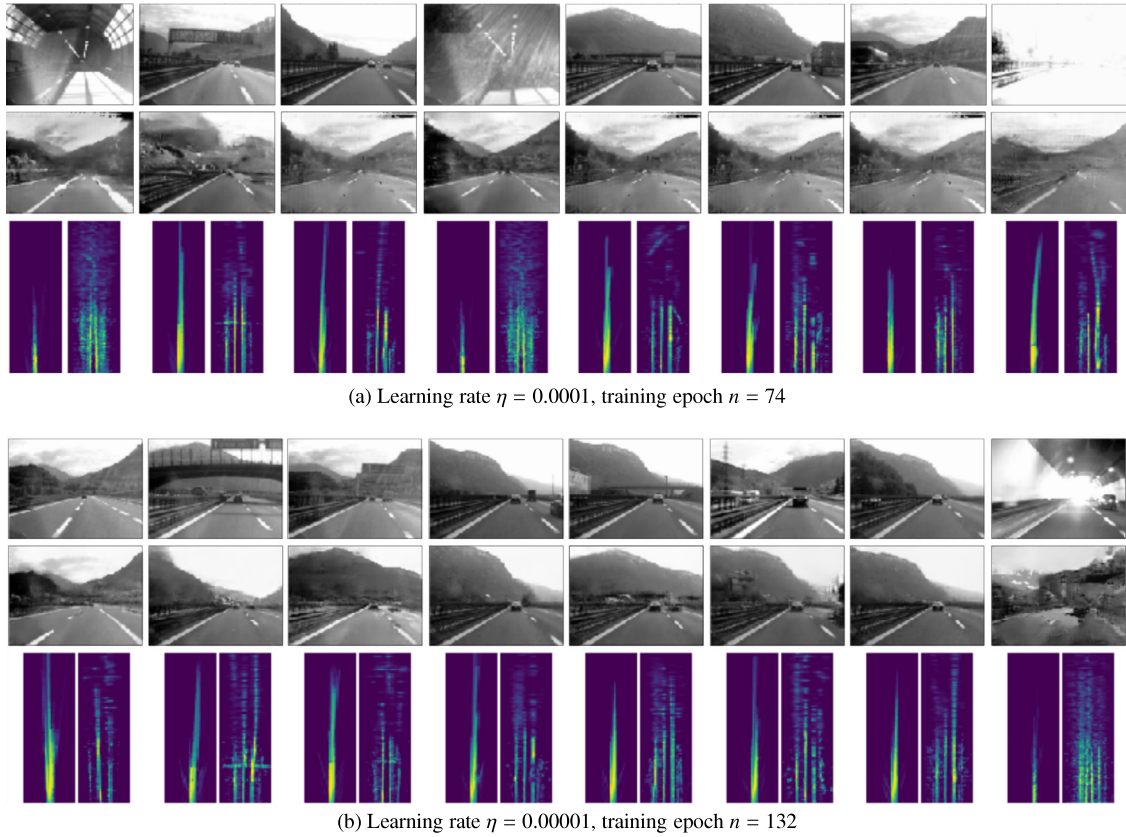 (a) Learning rate η = 0.0001, training epoch n = 74
(b) Learning rate η = 0.00001, training epoch n = 132